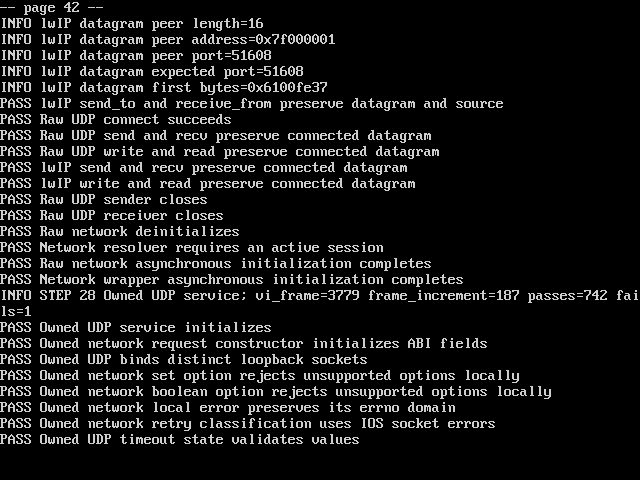 -- page 42 --
INFO lwIP datagram peer length=16
INFO lwIP datagram peer address=0x7f000001
INFO lwIP datagram peer port=51608
INFO lwIP datagram expected port=51608
INFO lwIP datagram first bytes=0x6100fe37
PASS lwIP send_to and receive_from preserve datagram and source
PASS Raw UDP connect succeeds
PASS Raw UDP send and recv preserve connected datagram
PASS Raw UDP write and read preserve connected datagram
PASS lwIP send and recv preserve connected datagram
PASS lwIP write and read preserve connected datagram
PASS Raw UDP sender closes
PASS Raw UDP receiver closes
PASS Raw network deinitializes
PASS Network resolver requires an active session
PASS Raw network asynchronous initialization completes
PASS Network wrapper asynchronous initialization completes
INFO STEP 28 Owned UDP service; vi_frame=3779 frame_increment=187 passes=742 fai
ls=1
PASS Owned UDP service initializes
PASS Owned network request constructor initializes ABI fields
PASS Owned UDP binds distinct loopback sockets
PASS Owned network set option rejects unsupported options locally
PASS Owned network boolean option rejects unsupported options locally
PASS Owned network local error preserves its errno domain
PASS Owned network retry classification uses IOS socket errors
PASS Owned UDP timeout state validates values